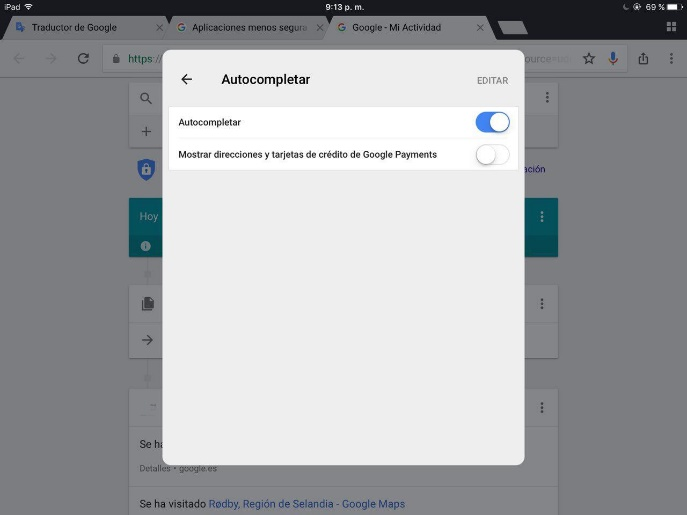 iPad 9:13 p. m. 69 %
Traductor de Google Aplicaciones menos segura Google - Mi Actividad
https://
Autocompletar EDITAR
Autocompletar
Mostrar direcciones y tarjetas de crédito de Google Payments
Hoy
Se ha
Detalles • google.es
Se ha visitado Rødby, Región de Selandia - Google Maps